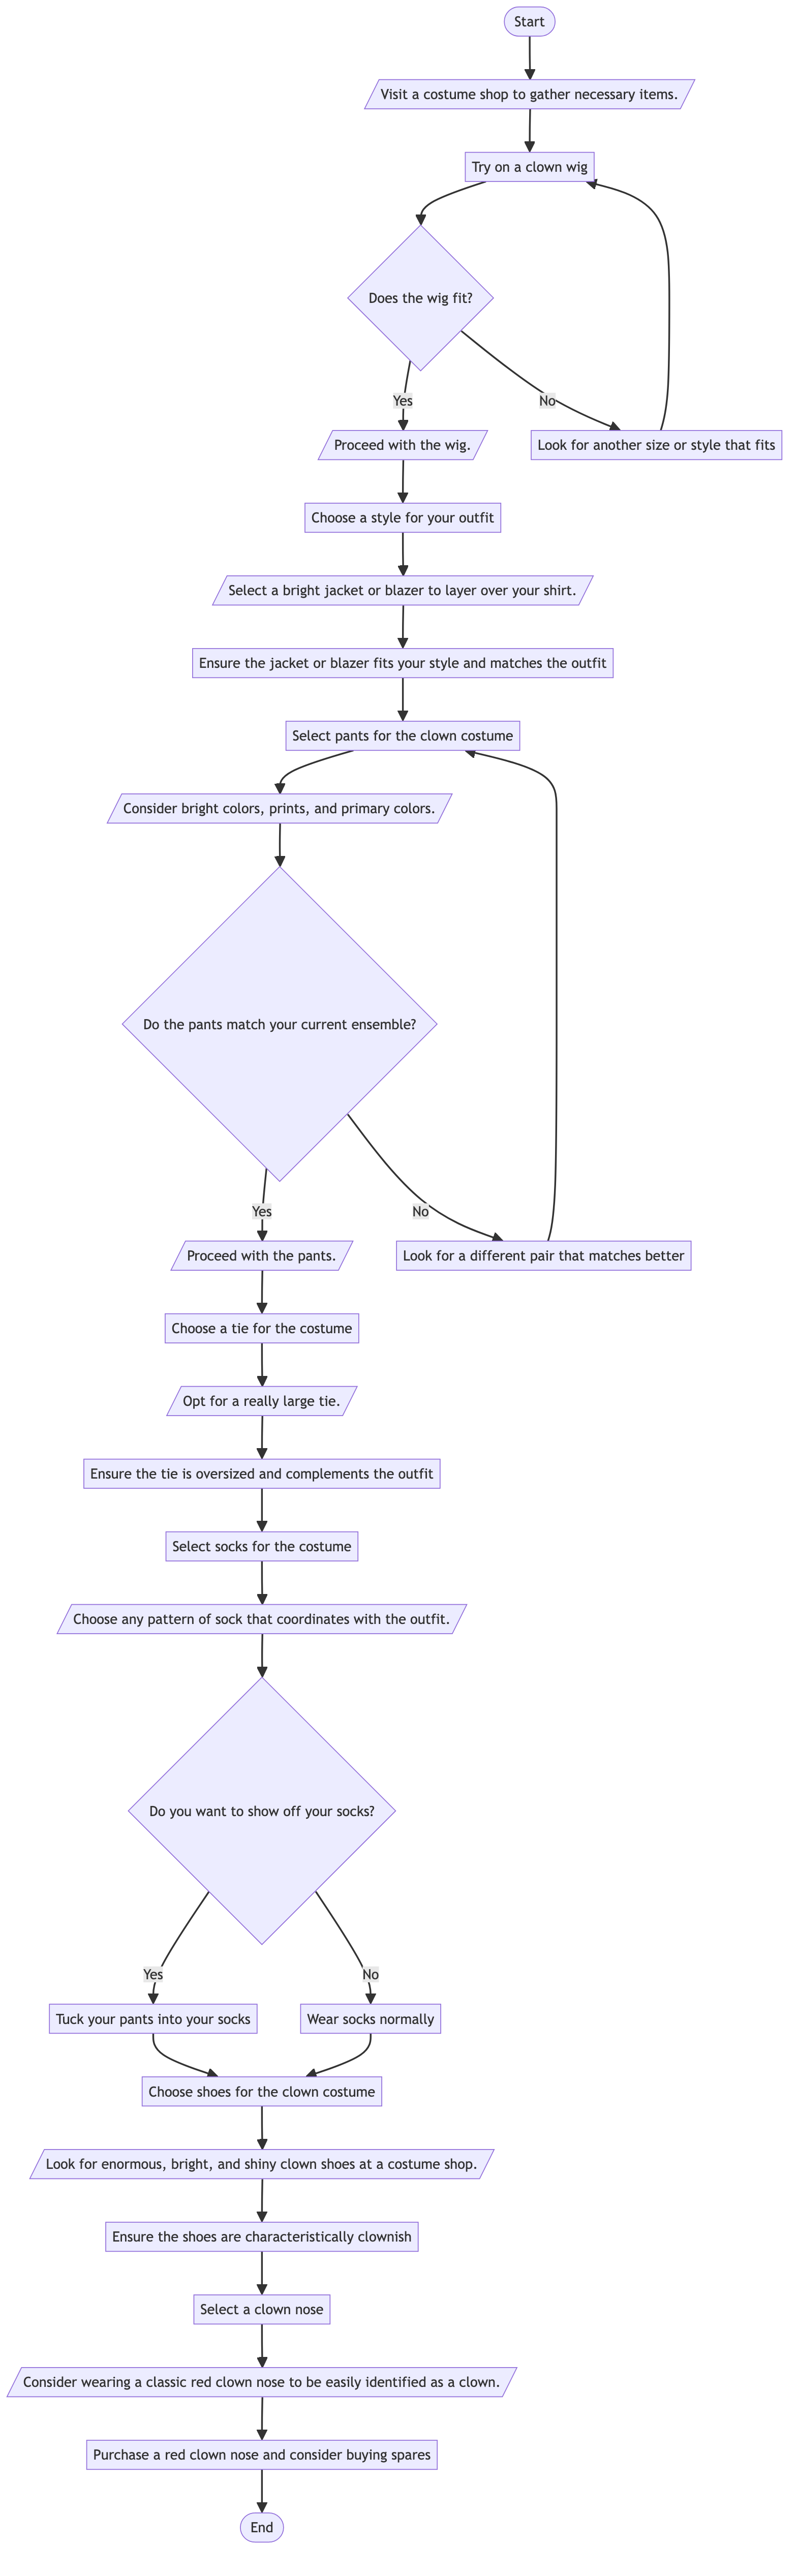 Start
Visit a costume shop to gather necessary items.
Try on a clown wig
Does the wig fit?
Yes
No
Proceed with the wig.
Look for another size or style that fits
Choose a style for your outfit
Select a bright jacket or blazer to layer over your shirt.
Ensure the jacket or blazer fits your style and matches the outfit
Select pants for the clown costume
Consider bright colors, prints, and primary colors.
Do the pants match your current ensemble?
Yes
No
Proceed with the pants.
Look for a different pair that matches better
Choose a tie for the costume
Opt for a really large tie.
Ensure the tie is oversized and complements the outfit
Select socks for the costume
Choose any pattern of sock that coordinates with the outfit.
Do you want to show off your socks?
Yes
No
Tuck your pants into your socks
Wear socks normally
Choose shoes for the clown costume
Look for enormous, bright, and shiny clown shoes at a costume shop.
Ensure the shoes are characteristically clownish
Select a clown nose
Consider wearing a classic red clown nose to be easily identified as a clown.
Purchase a red clown nose and consider buying spares
End